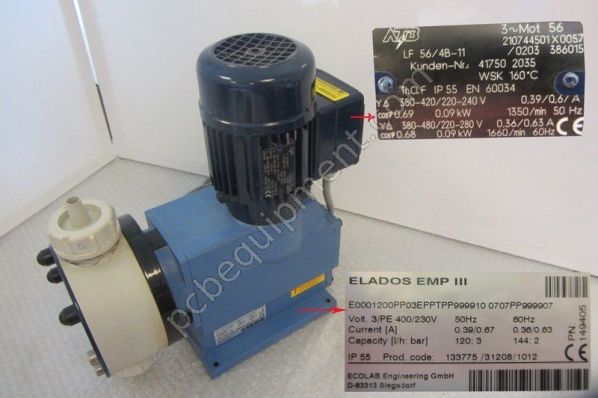 ATB
3~Mot 56
210744501X0057
LF 56/4B-11 /0203 386015
Kunden-Nr. 41750 2035
WSK 160°C
Th.Cl.F IP 55 EN 60034
Y∆ 380-420/220-240 V 0.39/0.67 A
cosφ 0,69 0.09 kW 1350/min 50 Hz
Y∆ 380-480/220-280 V 0.36/0.63 A
cosφ 0,68 0.09 kW 1660/min 60Hz
CE
ELADOS EMP III
E0001200PP03EPPTPP999910 0707PP999907
Volt. 3/PE 400/230V 50Hz 60Hz
Current [A] 0.39/0.67 0.36/0.63
Capacity [l/h; bar] 120; 3 144; 2
IP 55 Prod. code: 133775 /31208/1012
ECOLAB Engineering GmbH
D-83313 Siegsdorf
CE
PN
149405
pcbequipment.com